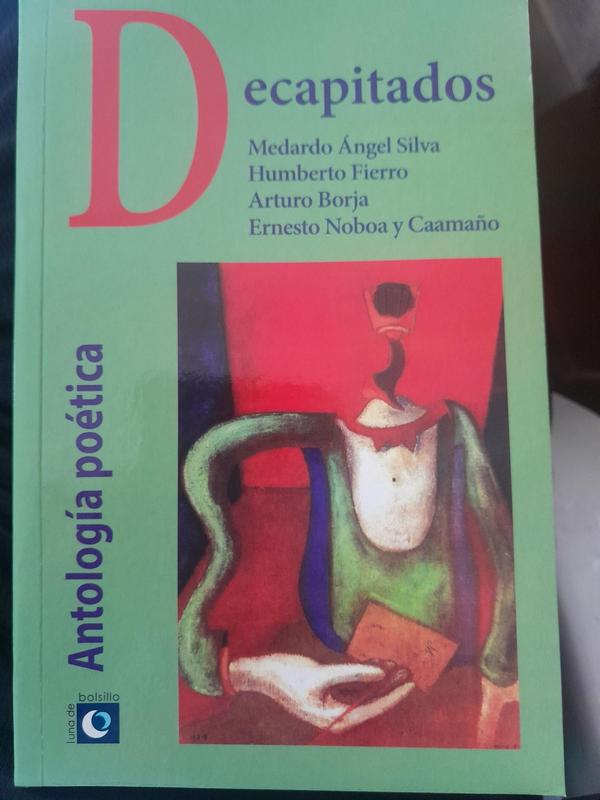 Decapitados
Medardo Ángel Silva
Humberto Fierro
Arturo Borja
Ernesto Noboa y Caamaño
Antología poética
luna de
bolsillo